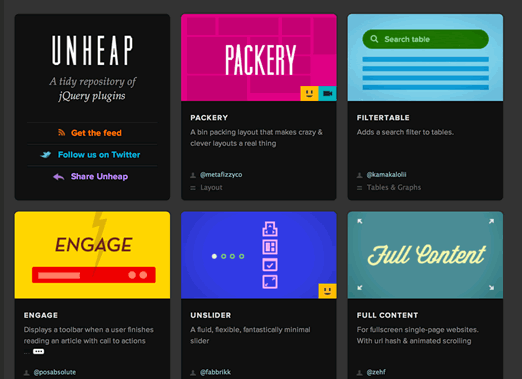 UNHEAP
A tidy repository of
jQuery plugins
Get the feed
Follow us on Twitter
Share Unheap
PACKERY
PACKERY
A bin packing layout that makes crazy &
clever layouts a real thing
@metafizzyco
Layout
Search table
FILTERTABLE
Adds a search filter to tables.
@kamakalolii
Tables & Graphs
ENGAGE
ENGAGE
Displays a toolbar when a user finishes
reading an article with call to actions
...
@posabsolute
UNSLIDER
A fluid, flexible, fantastically minimal
slider
@fabbrikk
Full Content
FULL CONTENT
For fullscreen single-page websites.
With url hash & animated scrolling
@zehf